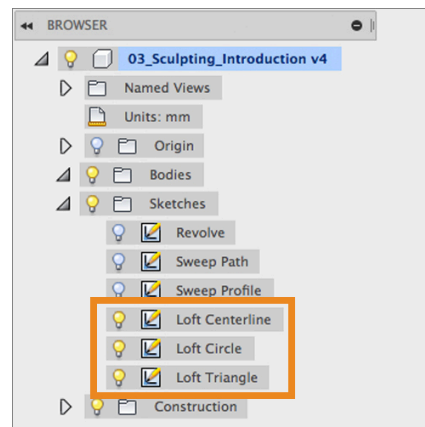 BROWSER
03_Sculpting_Introduction v4
Named Views
Units: mm
Origin
Bodies
Sketches
Revolve
Sweep Path
Sweep Profile
Loft Centerline
Loft Circle
Loft Triangle
Construction